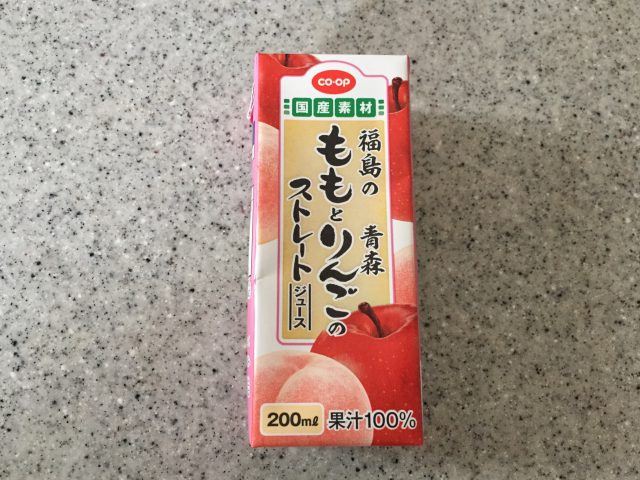 CO·OP
国産素材
福島の
ももと
青森
りんごの
ストレート
ジュース
200ml
果汁100%